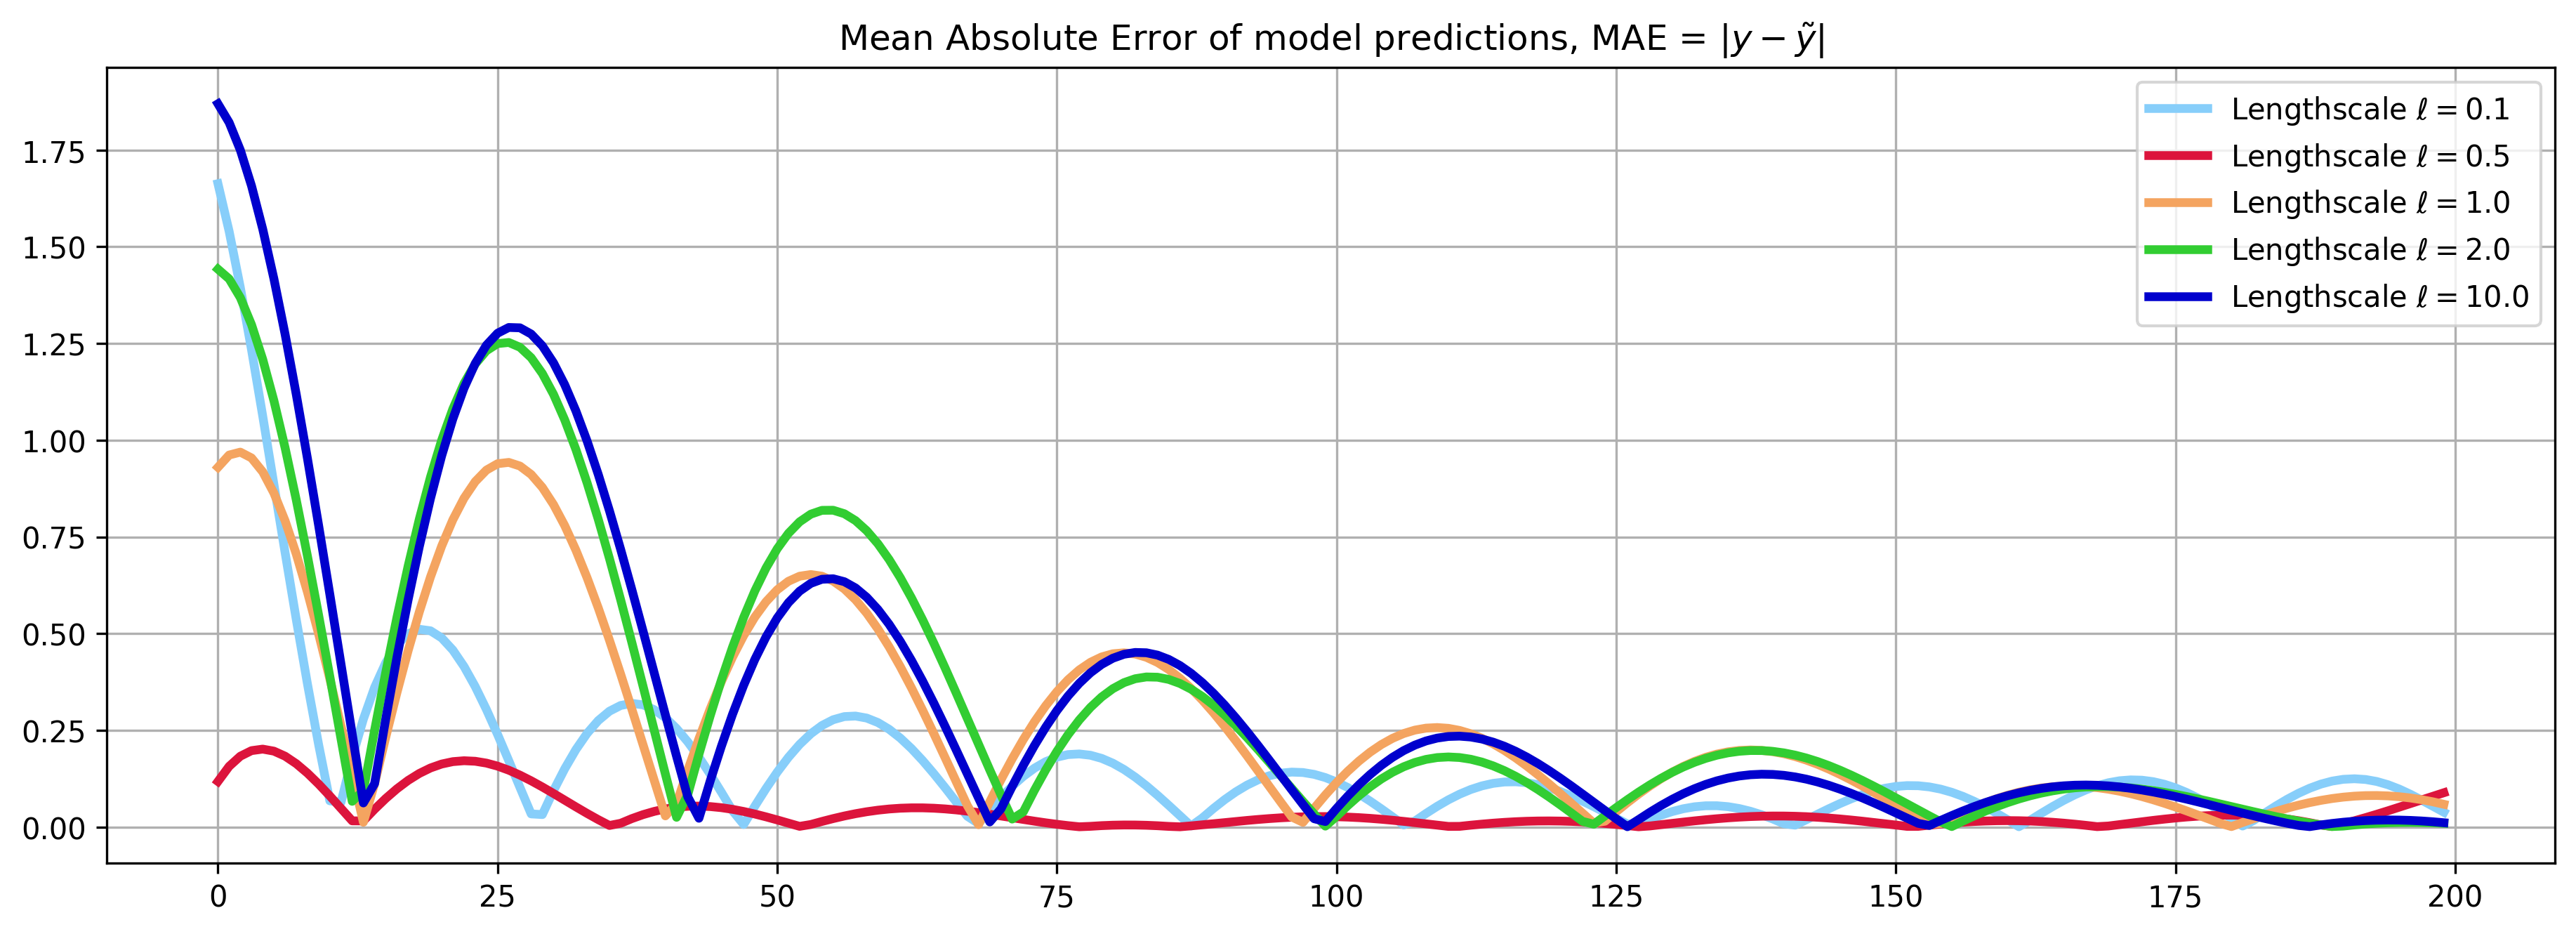 Mean Absolute Error of model predictions, MAE = |y − ỹ|
Lengthscale ℓ = 0.1
Lengthscale ℓ = 0.5
Lengthscale ℓ = 1.0
Lengthscale ℓ = 2.0
Lengthscale ℓ = 10.0
1.75
1.50
1.25
1.00
0.75
0.50
0.25
0.00
0 25 50 75 100 125 150 175 200